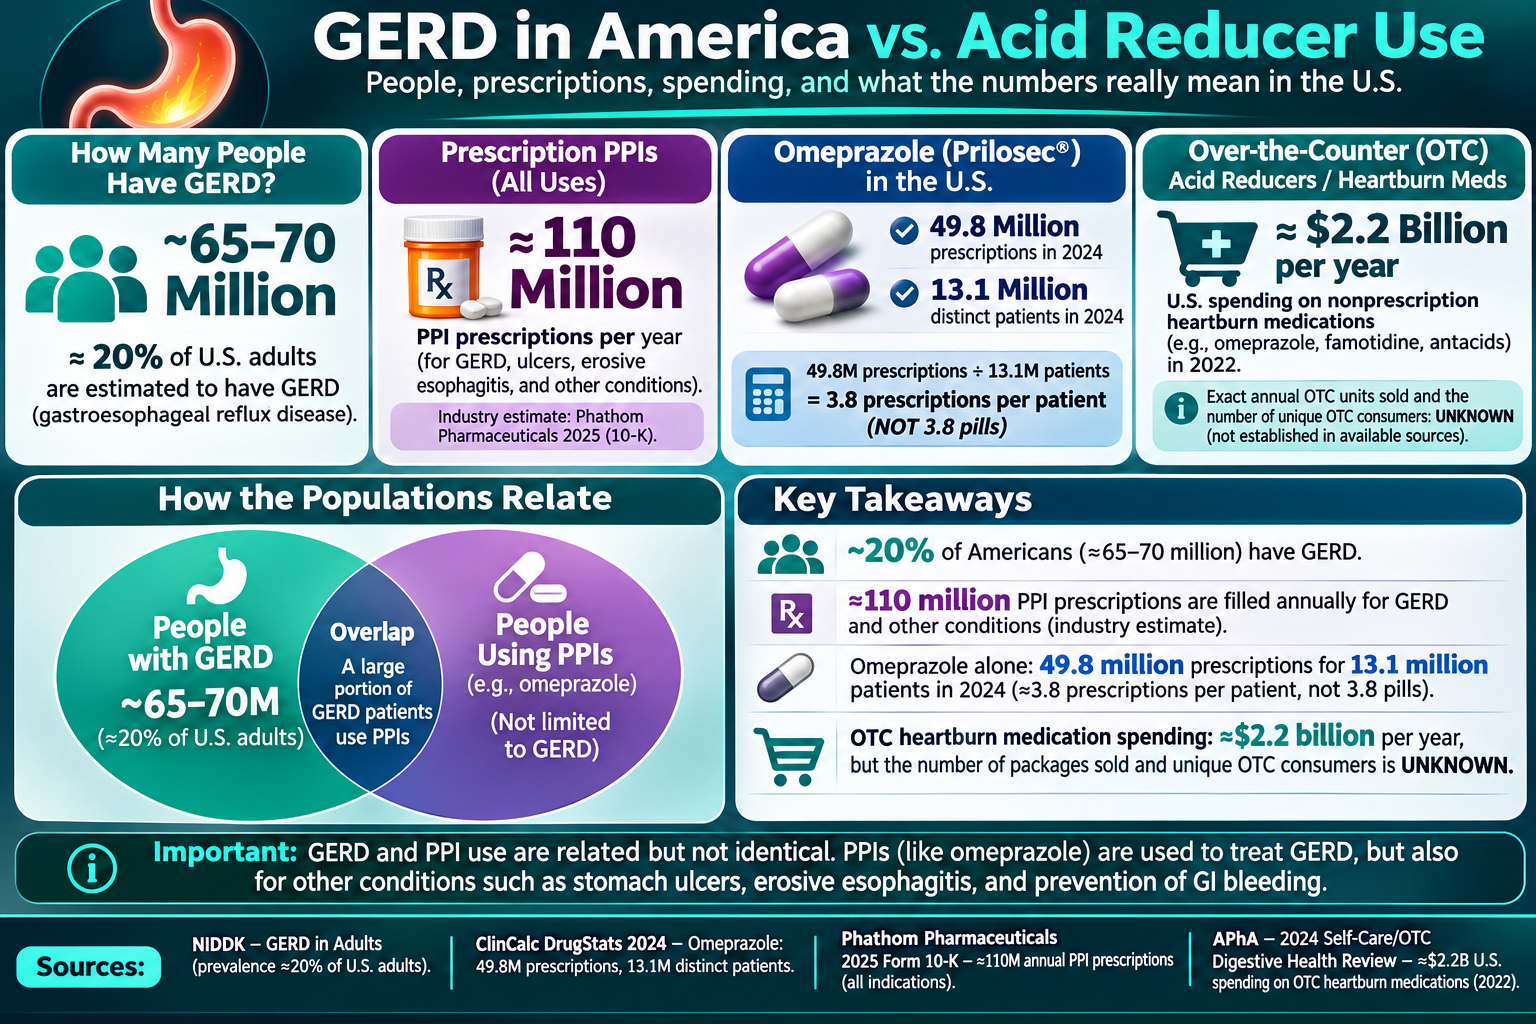 GERD in America vs. Acid Reducer Use
People, prescriptions, spending, and what the numbers really mean in the U.S.
How Many People
Have GERD?
~65–70
Million
≈ 20% of U.S. adults
are estimated to have GERD
(gastroesophageal reflux disease).
Prescription PPIs
(All Uses)
Rx
≈ 110
Million
PPI prescriptions per year
(for GERD, ulcers, erosive
esophagitis, and other conditions).
Industry estimate: Phathom
Pharmaceuticals 2025 (10-K).
Omeprazole (Prilosec®)
in the U.S.
49.8 Million
prescriptions in 2024
13.1 Million
distinct patients in 2024
49.8M prescriptions ÷ 13.1M patients
= 3.8 prescriptions per patient
(NOT 3.8 pills)
Over-the-Counter (OTC)
Acid Reducers / Heartburn Meds
≈ $2.2 Billion
per year
U.S. spending on nonprescription
heartburn medications
(e.g., omeprazole, famotidine, antacids)
in 2022.
Exact annual OTC units sold and the
number of unique OTC consumers: UNKNOWN
(not established in available sources).
How the Populations Relate
People
with GERD
~65–70M
(≈20% of U.S. adults)
Overlap
A large
portion of
GERD patients
use PPIs
People
Using PPIs
(e.g., omeprazole)
(Not limited
to GERD)
Key Takeaways
~20% of Americans (≈65–70 million) have GERD.
Rx
≈110 million PPI prescriptions are filled annually for GERD
and other conditions (industry estimate).
Omeprazole alone: 49.8 million prescriptions for 13.1 million
patients in 2024 (≈3.8 prescriptions per patient, not 3.8 pills).
OTC heartburn medication spending: ≈$2.2 billion per year,
but the number of packages sold and unique OTC consumers is UNKNOWN.
Important: GERD and PPI use are related but not identical. PPIs (like omeprazole) are used to treat GERD, but also
for other conditions such as stomach ulcers, erosive esophagitis, and prevention of GI bleeding.
Sources:
NIDDK – GERD in Adults
(prevalence ≈20% of U.S. adults).
ClinCalc DrugStats 2024 – Omeprazole:
49.8M prescriptions, 13.1M distinct patients.
Phathom Pharmaceuticals
2025 Form 10-K – ≈110M annual PPI prescriptions
(all indications).
APhA – 2024 Self-Care/OTC
Digestive Health Review – ≈$2.2B U.S.
spending on OTC heartburn medications (2022).